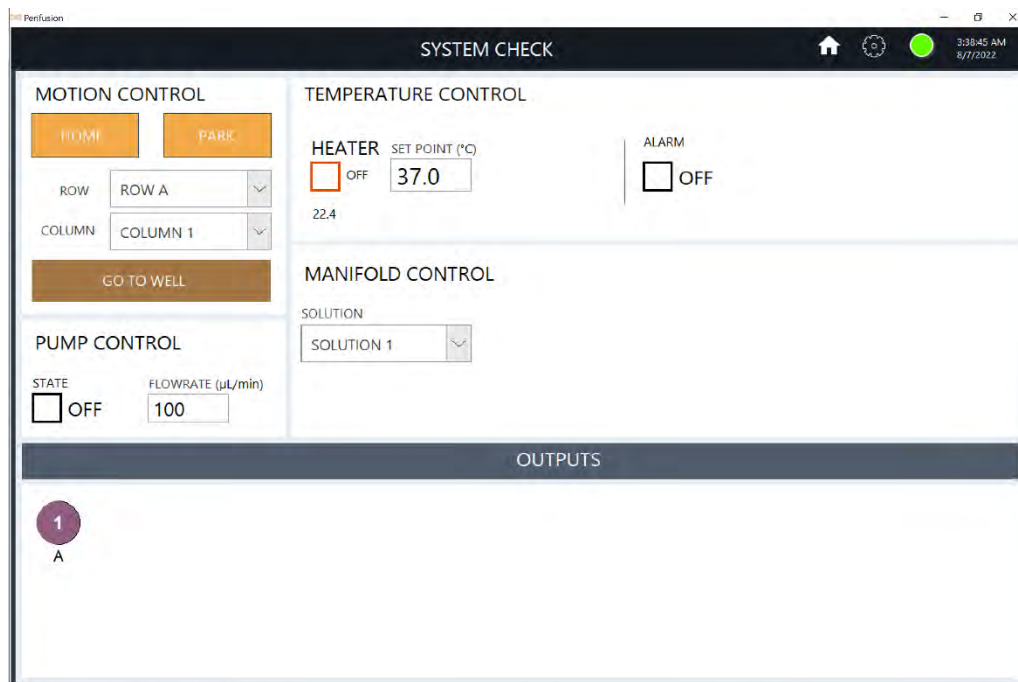 Perifusion
SYSTEM CHECK
3:38:45 AM
8/7/2022
MOTION CONTROL
HOME
PARK
ROW
ROW A
COLUMN
COLUMN 1
GO TO WELL
PUMP CONTROL
STATE
OFF
FLOWRATE (µL/min)
100
TEMPERATURE CONTROL
HEATER
OFF
SET POINT (°C)
37.0
22.4
ALARM
OFF
MANIFOLD CONTROL
SOLUTION
SOLUTION 1
OUTPUTS
1
A